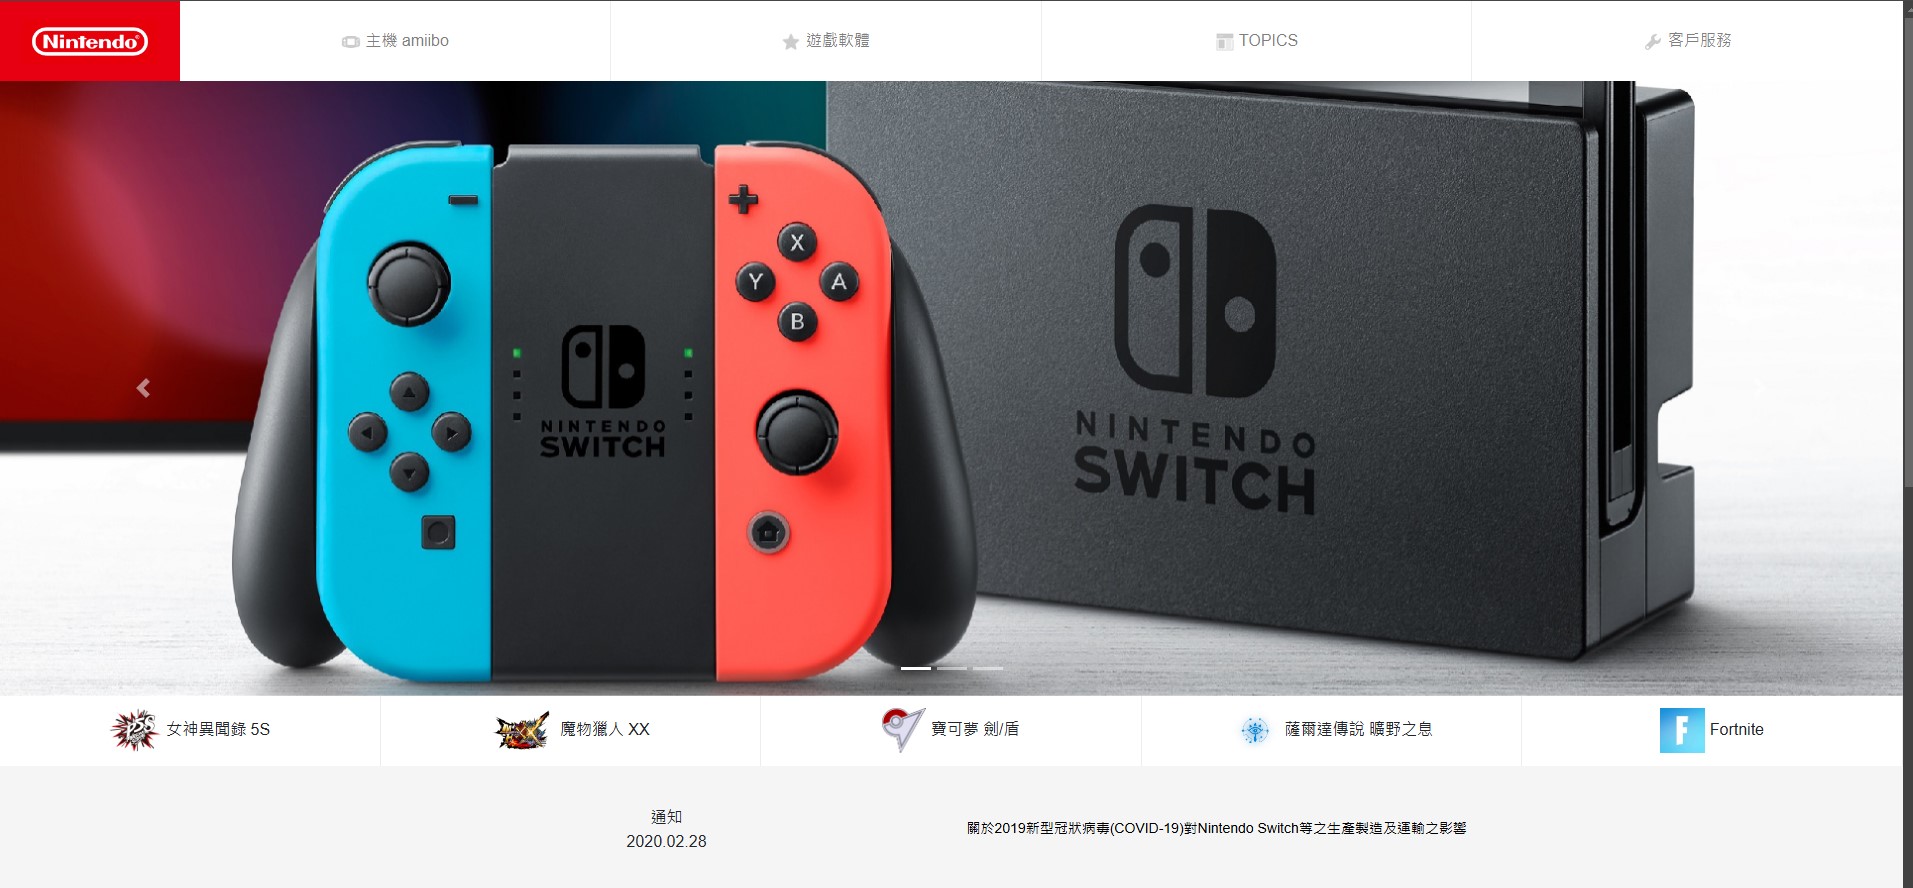 Nintendo
主機 amiibo
遊戲軟體
TOPICS
客戶服務
X
Y
A
B
NINTENDO
SWITCH
NINTENDO
SWITCH
女神異聞錄 5S
魔物獵人 XX
寶可夢 劍/盾
薩爾達傳說 曠野之息
F
Fortnite
通知
2020.02.28
關於2019新型冠狀病毒(COVID-19)對Nintendo Switch等之生產製造及運輸之影響